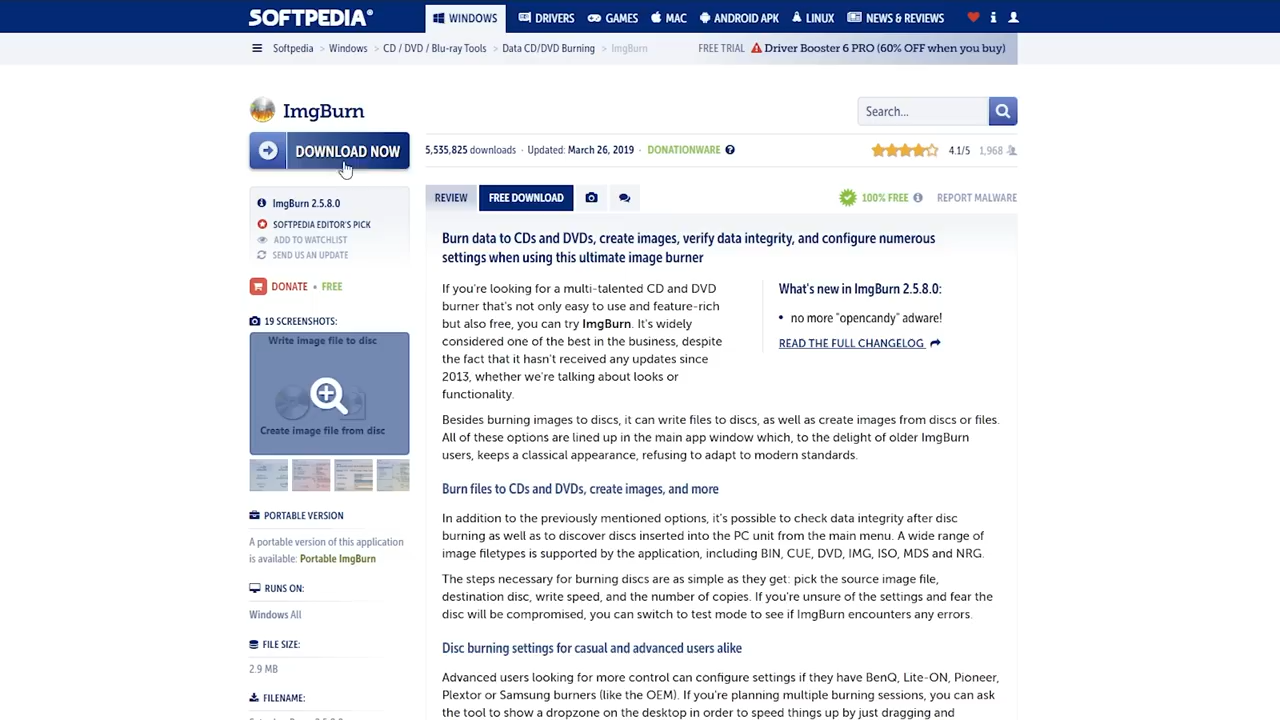 SOFTPEDIA®
WINDOWS
DRIVERS
GAMES
MAC
ANDROID APK
LINUX
NEWS & REVIEWS
Softpedia > Windows > CD / DVD / Blu-ray Tools > Data CD/DVD Burning > ImgBurn
FREE TRIAL Driver Booster 6 PRO (60% OFF when you buy)
ImgBurn
Search...
DOWNLOAD NOW
5,535,825 downloads · Updated: March 26, 2019 · DONATIONWARE
4.1/5 1,968
ImgBurn 2.5.8.0
SOFTPEDIA EDITOR'S PICK
ADD TO WATCHLIST
SEND US AN UPDATE
DONATE • FREE
19 SCREENSHOTS:
Write image file to disc
Create image file from disc
PORTABLE VERSION
A portable version of this application
is available: Portable ImgBurn
RUNS ON:
Windows All
FILE SIZE:
2.9 MB
FILENAME:
REVIEW
FREE DOWNLOAD
100% FREE
REPORT MALWARE
Burn data to CDs and DVDs, create images, verify data integrity, and configure numerous
settings when using this ultimate image burner
If you're looking for a multi-talented CD and DVD
burner that's not only easy to use and feature-rich
but also free, you can try ImgBurn. It's widely
considered one of the best in the business, despite
the fact that it hasn't received any updates since
2013, whether we're talking about looks or
functionality.
What's new in ImgBurn 2.5.8.0:
• no more "opencandy" adware!
READ THE FULL CHANGELOG
Besides burning images to discs, it can write files to discs, as well as create images from discs or files.
All of these options are lined up in the main app window which, to the delight of older ImgBurn
users, keeps a classical appearance, refusing to adapt to modern standards.
Burn files to CDs and DVDs, create images, and more
In addition to the previously mentioned options, it's possible to check data integrity after disc
burning as well as to discover discs inserted into the PC unit from the main menu. A wide range of
image filetypes is supported by the application, including BIN, CUE, DVD, IMG, ISO, MDS and NRG.
The steps necessary for burning discs are as simple as they get: pick the source image file,
destination disc, write speed, and the number of copies. If you're unsure of the settings and fear the
disc will be compromised, you can switch to test mode to see if ImgBurn encounters any errors.
Disc burning settings for casual and advanced users alike
Advanced users looking for more control can configure settings if they have BenQ, Lite-ON, Pioneer,
Plextor or Samsung burners (like the OEM). If you're planning multiple burning sessions, you can ask
the tool to show a dropzone on the desktop in order to speed things up by just dragging and